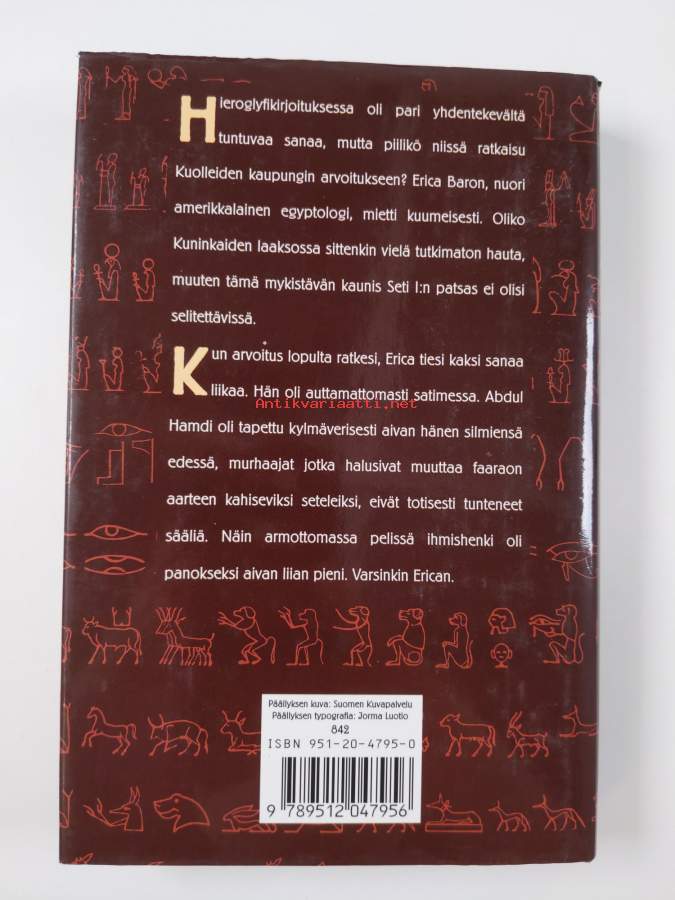 Hieroglyfikirjoituksessa oli pari yhdentekevältä
tuntuvaa sanaa, mutta piilikö niissä ratkaisu
Kuolleiden kaupungin arvoitukseen? Erica Baron, nuori
amerikkalainen egyptologi, mietti kuumeisesti. Oliko
Kuninkaiden laaksossa sittenkin vielä tutkimaton hauta,
muuten tämä mykistävän kaunis Seti I:n patsas ei olisi
selitettävissä.
Kun arvoitus lopulta ratkesi, Erica tiesi kaksi sanaa
liikaa. Hän oli auttamattomasti satimessa. Abdul
Antikvariaatti.net
Hamdi oli tapettu kylmäverisesti aivan hänen silmiensä
edessä, murhaajat jotka halusivat muuttaa faaraon
aarteen kahiseviksi seteleiksi, eivät totisesti tunteneet
sääliä. Näin armottomassa pelissä ihmishenki oli
panokseksi aivan liian pieni. Varsinkin Erican.
Päällyksen kuva: Suomen Kuvapalvelu
Päällyksen typografia: Jorma Luotio
842
ISBN 951-20-4795-0
9 789512 047956